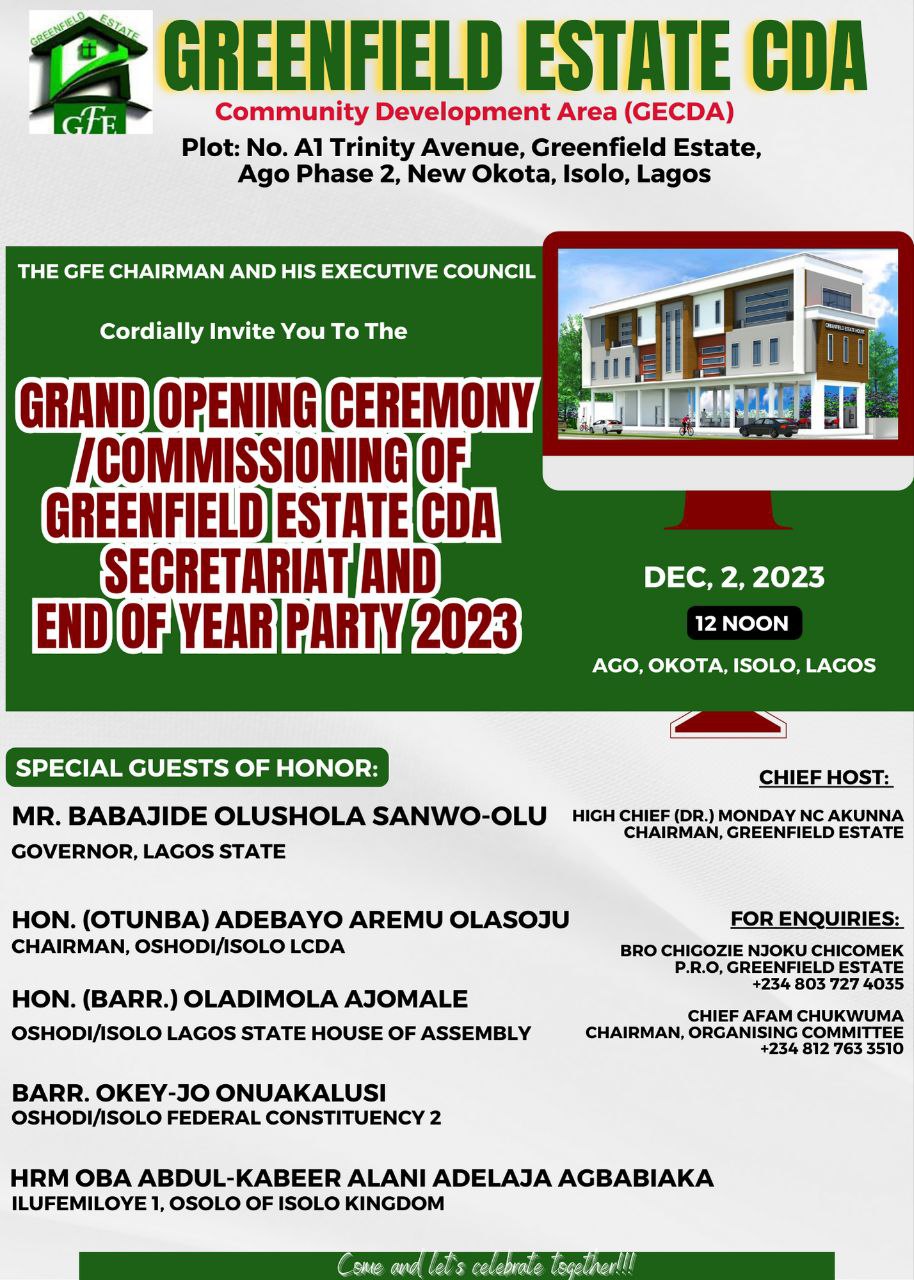 GREENFIELD ESTATE
GFE
GREENFIELD ESTATE CDA
Community Development Area (GECDA)
Plot: No. A1 Trinity Avenue, Greenfield Estate,
Ago Phase 2, New Okota, Isolo, Lagos
THE GFE CHAIRMAN AND HIS EXECUTIVE COUNCIL
Cordially Invite You To The
GRAND OPENING CEREMONY
/COMMISSIONING OF
GREENFIELD ESTATE CDA
SECRETARIAT AND
END OF YEAR PARTY 2023
GREENFIELD ESTATE HOUSE
DEC, 2, 2023
12 NOON
AGO, OKOTA, ISOLO, LAGOS
SPECIAL GUESTS OF HONOR:
MR. BABAJIDE OLUSHOLA SANWO-OLU
GOVERNOR, LAGOS STATE
HON. (OTUNBA) ADEBAYO AREMU OLASOJU
CHAIRMAN, OSHODI/ISOLO LCDA
HON. (BARR.) OLADIMOLA AJOMALE
OSHODI/ISOLO LAGOS STATE HOUSE OF ASSEMBLY
BARR. OKEY-JO ONUAKALUSI
OSHODI/ISOLO FEDERAL CONSTITUENCY 2
HRM OBA ABDUL-KABEER ALANI ADELAJA AGBABIAKA
ILUFEMILOYE 1, OSOLO OF ISOLO KINGDOM
CHIEF HOST:
HIGH CHIEF (DR.) MONDAY NC AKUNNA
CHAIRMAN, GREENFIELD ESTATE
FOR ENQUIRIES:
BRO CHIGOZIE NJOKU CHICOMEK
P.R.O, GREENFIELD ESTATE
+234 803 727 4035
CHIEF AFAM CHUKWUMA
CHAIRMAN, ORGANISING COMMITTEE
+234 812 763 3510
Come and let's celebrate together!!!